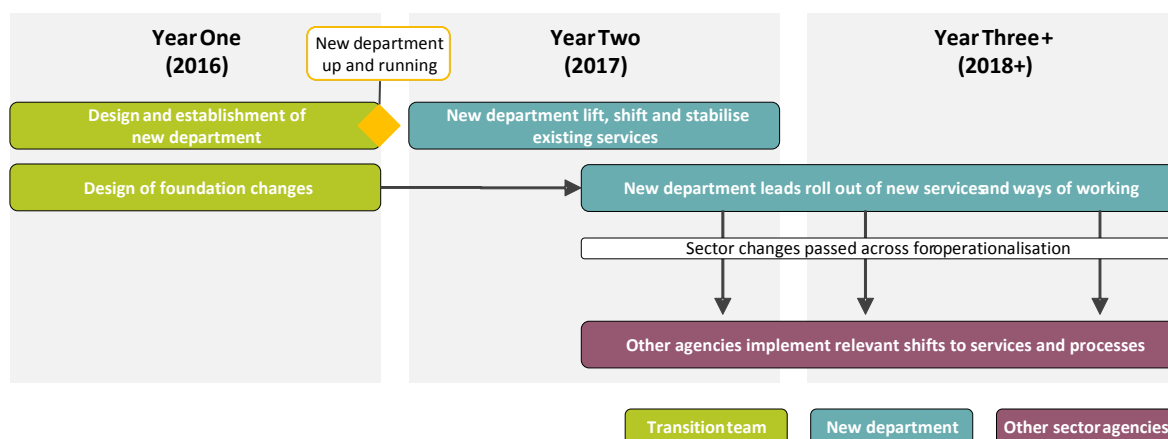 Year One
(2016)
New department
up and running
Year Two
(2017)
Year Three+
(2018+)
Design and establishment of
new department
New department lift, shift and stabilise
existing services
Design of foundation changes
New department leads roll out of new serviceand ways of working
Sector changes passed across foroperationalisation
Other agencies implement relevant shifts to services and processes
Transition team
New department
Other sector agencies